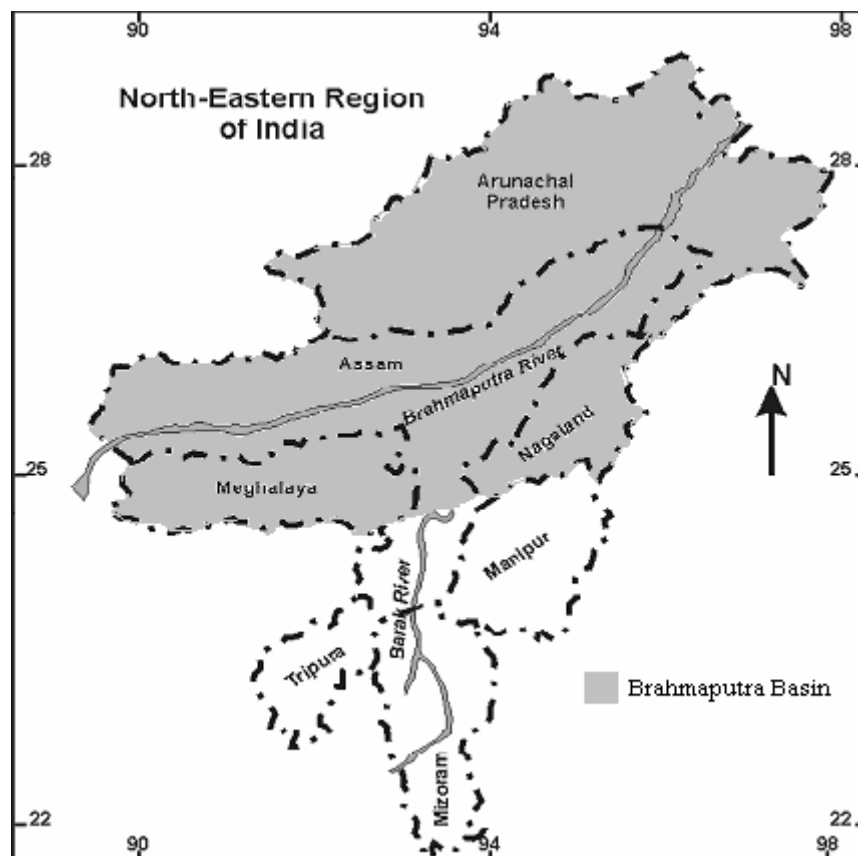 90 94 98
North-Eastern Region
of India
28 28
Arunachal
Pradesh
Assam
Brahmaputra River
N
Nagaland
25 25
Meghalaya
Manipur
Barak River
Tripura
Brahmaputra Basin
Mizoram
22 22
90 94 98